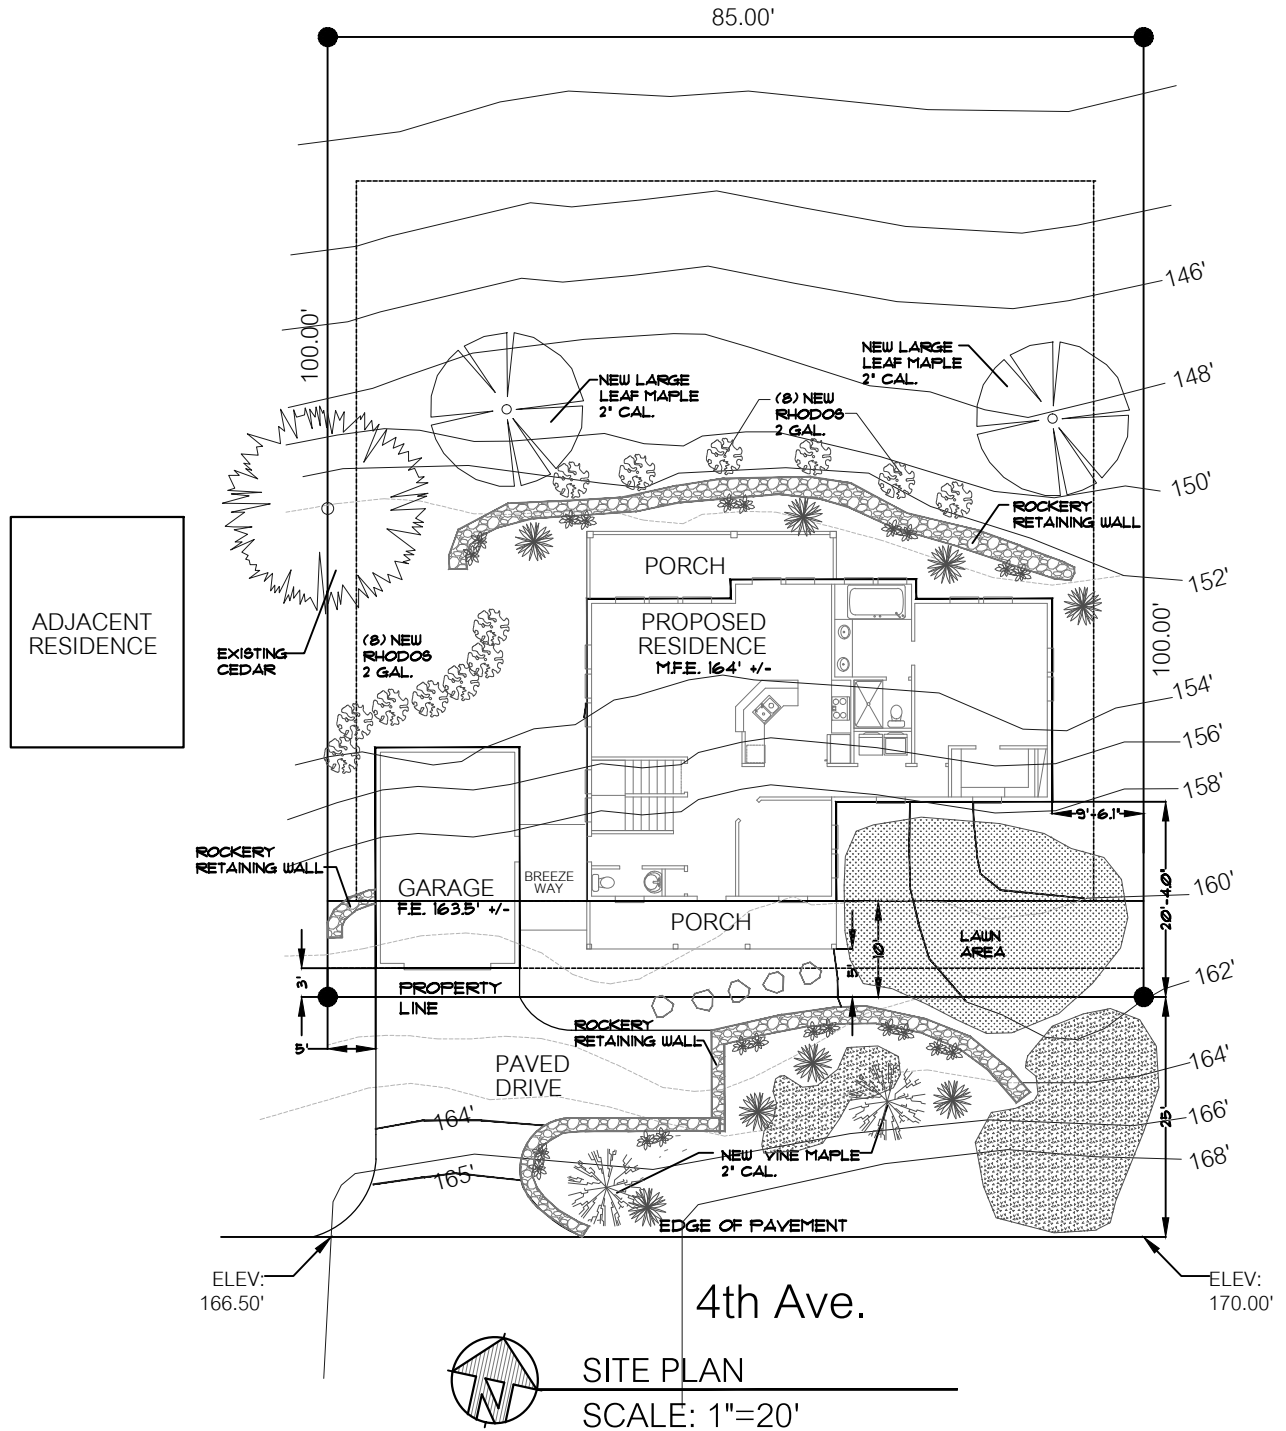 85.00'
146'
100.00'
NEW LARGE
LEAF MAPLE
2" CAL.
148'
NEW LARGE
LEAF MAPLE
2" CAL.
(8) NEW
RHODOS
2 GAL.
150'
ROCKERY
RETAINING WALL
PORCH
152'
ADJACENT
RESIDENCE
PROPOSED
RESIDENCE
M.F.E. 164' +/-
100.00'
EXISTING
CEDAR
(8) NEW
RHODOS
2 GAL.
154'
156'
158'
9'-6.1"
ROCKERY
RETAINING WALL
GARAGE
F.E. 163.5' +/-
BREEZE
WAY
160'
20'-4.0"
PORCH
10'
LAWN
AREA
5'
162'
3'
PROPERTY
LINE
5'
ROCKERY
RETAINING WALL
PAVED
DRIVE
164'
164'
166'
25'
165'
NEW VINE MAPLE
2" CAL.
168'
EDGE OF PAVEMENT
ELEV:
166.50'
ELEV:
170.00'
4th Ave.
N
SITE PLAN
SCALE: 1"=20'